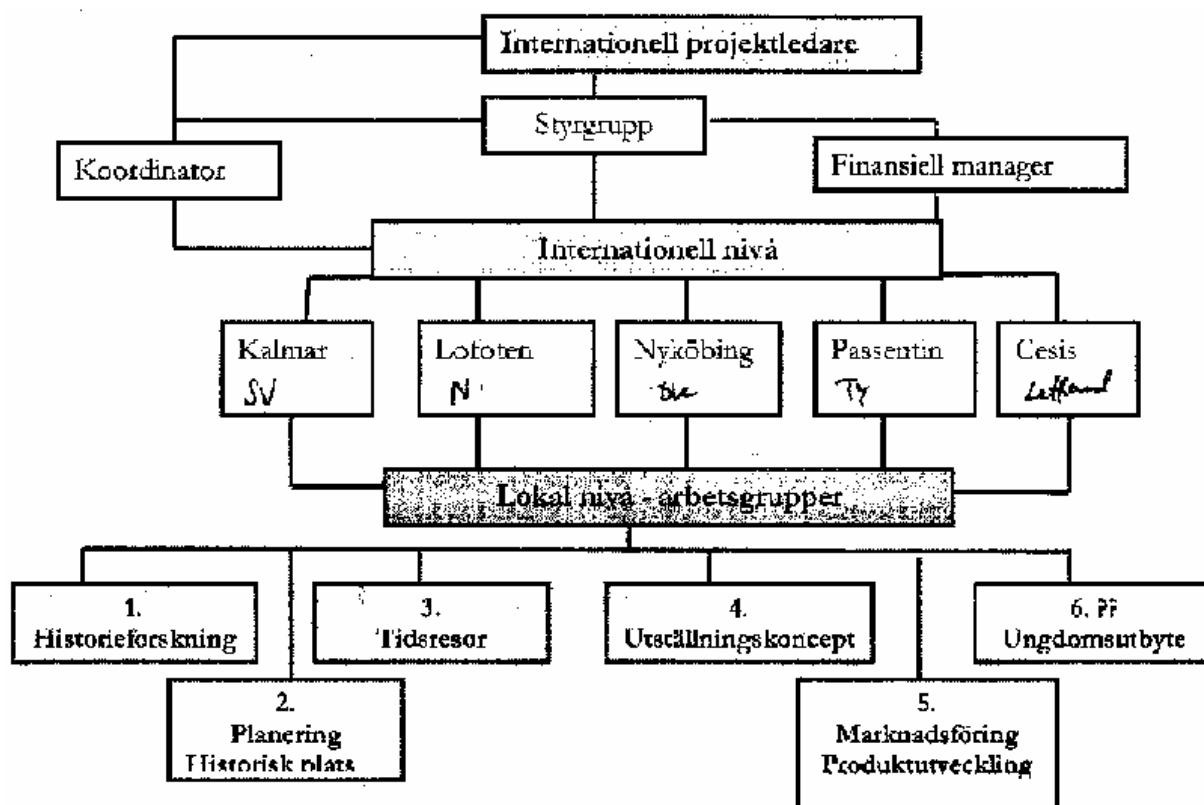 Internationell projektledare
Styrgrupp
Koordinator
Finansiell manager
Internationell nivå
Kalmar
SV
Lofoten
N
Nyköbing
DK
Passentin
Ty
Cesis
Lettland
Lokal nivå - arbetsgrupper
1.
Historieforskning
3.
Tidsresor
4.
Utställningskoncept
6. ??
Ungdomsutbyte
2.
Planering
Historisk plats
5.
Marknadsföring
Produktutveckling